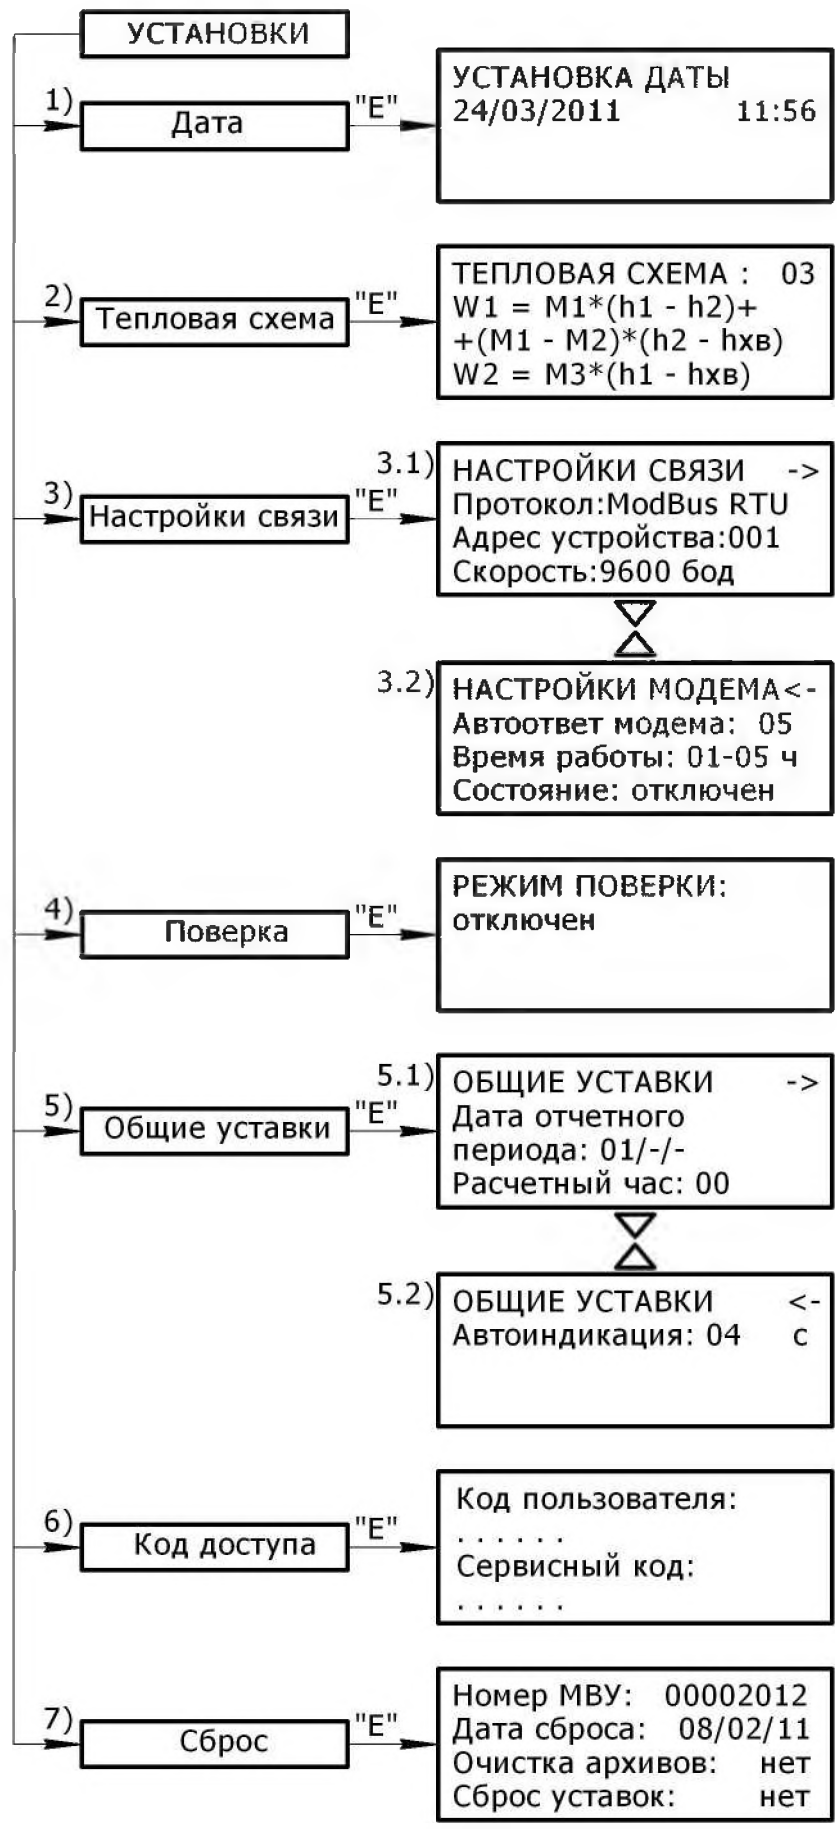 УСТАНОВКИ
1)
Дата
"E"
УСТАНОВКА ДАТЫ
24/03/2011 11:56
2)
Тепловая схема
"E"
ТЕПЛОВАЯ СХЕМА : 03
W1 = M1*(h1 - h2)+
+(M1 - M2)*(h2 - hхв)
W2 = M3*(h1 - hхв)
3)
Настройки связи
"E"
3.1)
НАСТРОЙКИ СВЯЗИ ->
Протокол:ModBus RTU
Адрес устройства:001
Скорость:9600 бод
3.2)
НАСТРОЙКИ МОДЕМА<-
Автоответ модема: 05
Время работы: 01-05 ч
Состояние: отключен
4)
Поверка
"E"
РЕЖИМ ПОВЕРКИ:
отключен
5)
Общие уставки
"E"
5.1)
ОБЩИЕ УСТАВКИ ->
Дата отчетного
периода: 01/-/-
Расчетный час: 00
5.2)
ОБЩИЕ УСТАВКИ <-
Автоиндикация: 04 с
6)
Код доступа
"E"
Код пользователя:
. . . . . .
Сервисный код:
. . . . . .
7)
Сброс
"E"
Номер МВУ: 00002012
Дата сброса: 08/02/11
Очистка архивов: нет
Сброс уставок: нет